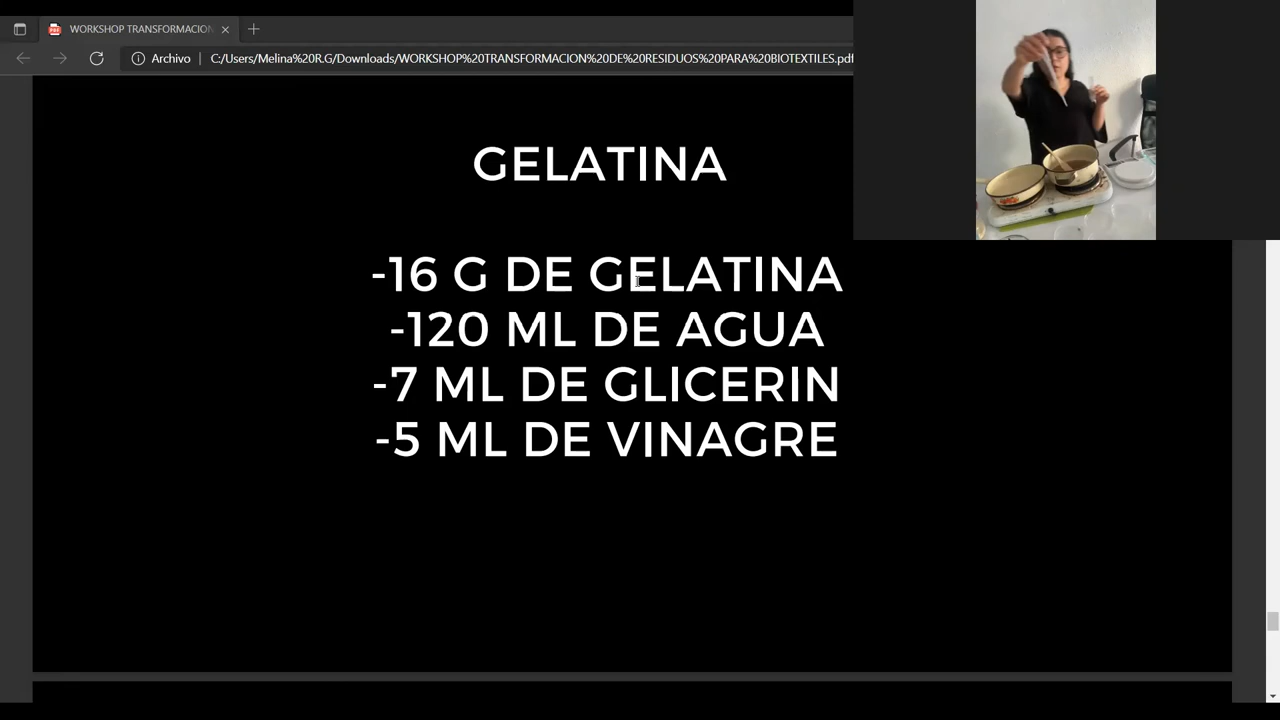 WORKSHOP TRANSFORMACION
Archivo
C:/Users/Melina%20R.G/Downloads/WORKSHOP%20TRANSFORMACION%20DE%20RESIDUOS%20PARA%20BIOTEXTILES.pdf
GELATINA
-16 G DE GELATINA
-120 ML DE AGUA
-7 ML DE GLICERIN
-5 ML DE VINAGRE